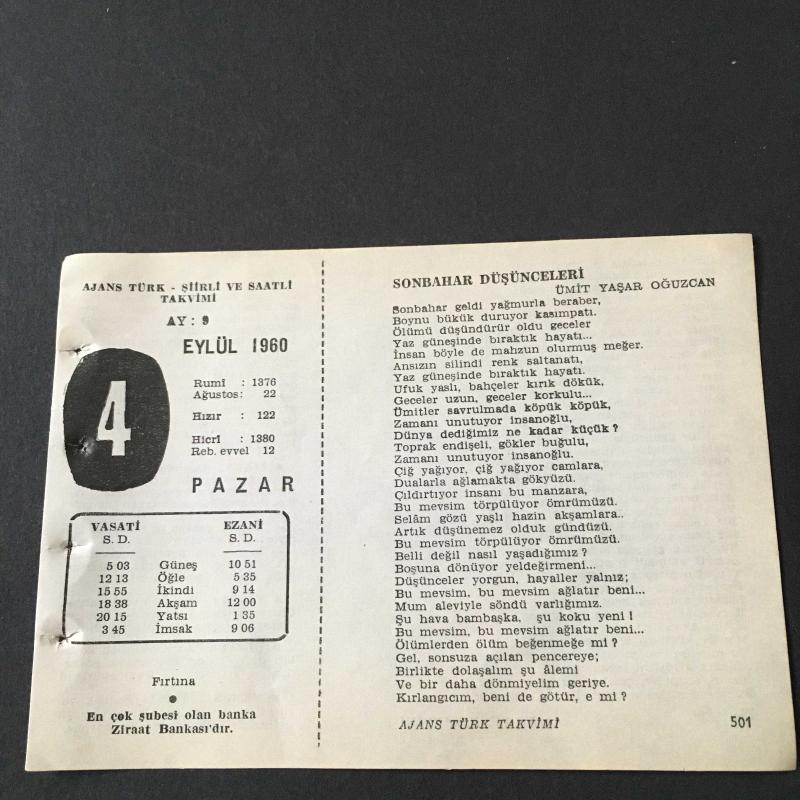 AJANS TÜRK - ŞİİRLİ VE SAATLİ
TAKVİMİ
AY : 9
EYLÜL 1960
4
Rumî : 1376
Ağustos: 22
Hızır : 122
Hicrî : 1380
Reb. evvel 12
PAZAR
VASATİ EZANİ
S. D. S. D.
5 03 Güneş 10 51
12 13 Öğle 5 35
15 55 İkindi 9 14
18 38 Akşam 12 00
20 15 Yatsı 1 35
3 45 İmsak 9 06
Fırtına
En çok şubesi olan banka
Ziraat Bankası'dır.
SONBAHAR DÜŞÜNCELERİ
ÜMİT YAŞAR OĞUZCAN
Sonbahar geldi yağmurla beraber,
Boynu bükük duruyor kasımpatı.
Ölümü düşündürür oldu geceler
Yaz güneşinde bıraktık hayatı...
İnsan böyle de mahzun olurmuş meğer.
Ansızın silindi renk saltanatı,
Yaz güneşinde bıraktık hayatı.
Ufuk yaslı, bahçeler kırık dökük,
Geceler uzun, geceler korkulu...
Ümitler savrulmada köpük köpük,
Zamanı unutuyor insanoğlu,
Dünya dediğimiz ne kadar küçük ?
Toprak endişeli, gökler buğulu,
Zamanı unutuyor insanoğlu.
Çiğ yağıyor, çiğ yağıyor camlara,
Dualarla ağlamakta gökyüzü.
Çıldırtıyor insanı bu manzara,
Bu mevsim törpülüyor ömrümüzü.
Selâm gözü yaşlı hazin akşamlara..
Artık düşünemez olduk gündüzü.
Bu mevsim törpülüyor ömrümüzü.
Belli değil nasıl yaşadığımız ?
Boşuna dönüyor yeldeğirmeni...
Düşünceler yorgun, hayaller yalnız;
Bu mevsim, bu mevsim ağlatır beni...
Mum aleviyle söndü varlığımız.
Şu hava bambaşka, şu koku yeni !
Bu mevsim, bu mevsim ağlatır beni...
Ölümlerden ölüm beğenmeğe mi ?
Gel, sonsuza açılan pencereye;
Birlikte dolaşalım şu âlemi
Ve bir daha dönmiyelim geriye.
Kırlangıcım, beni de götür, e mi ?
AJANS TÜRK TAKVİMİ 501